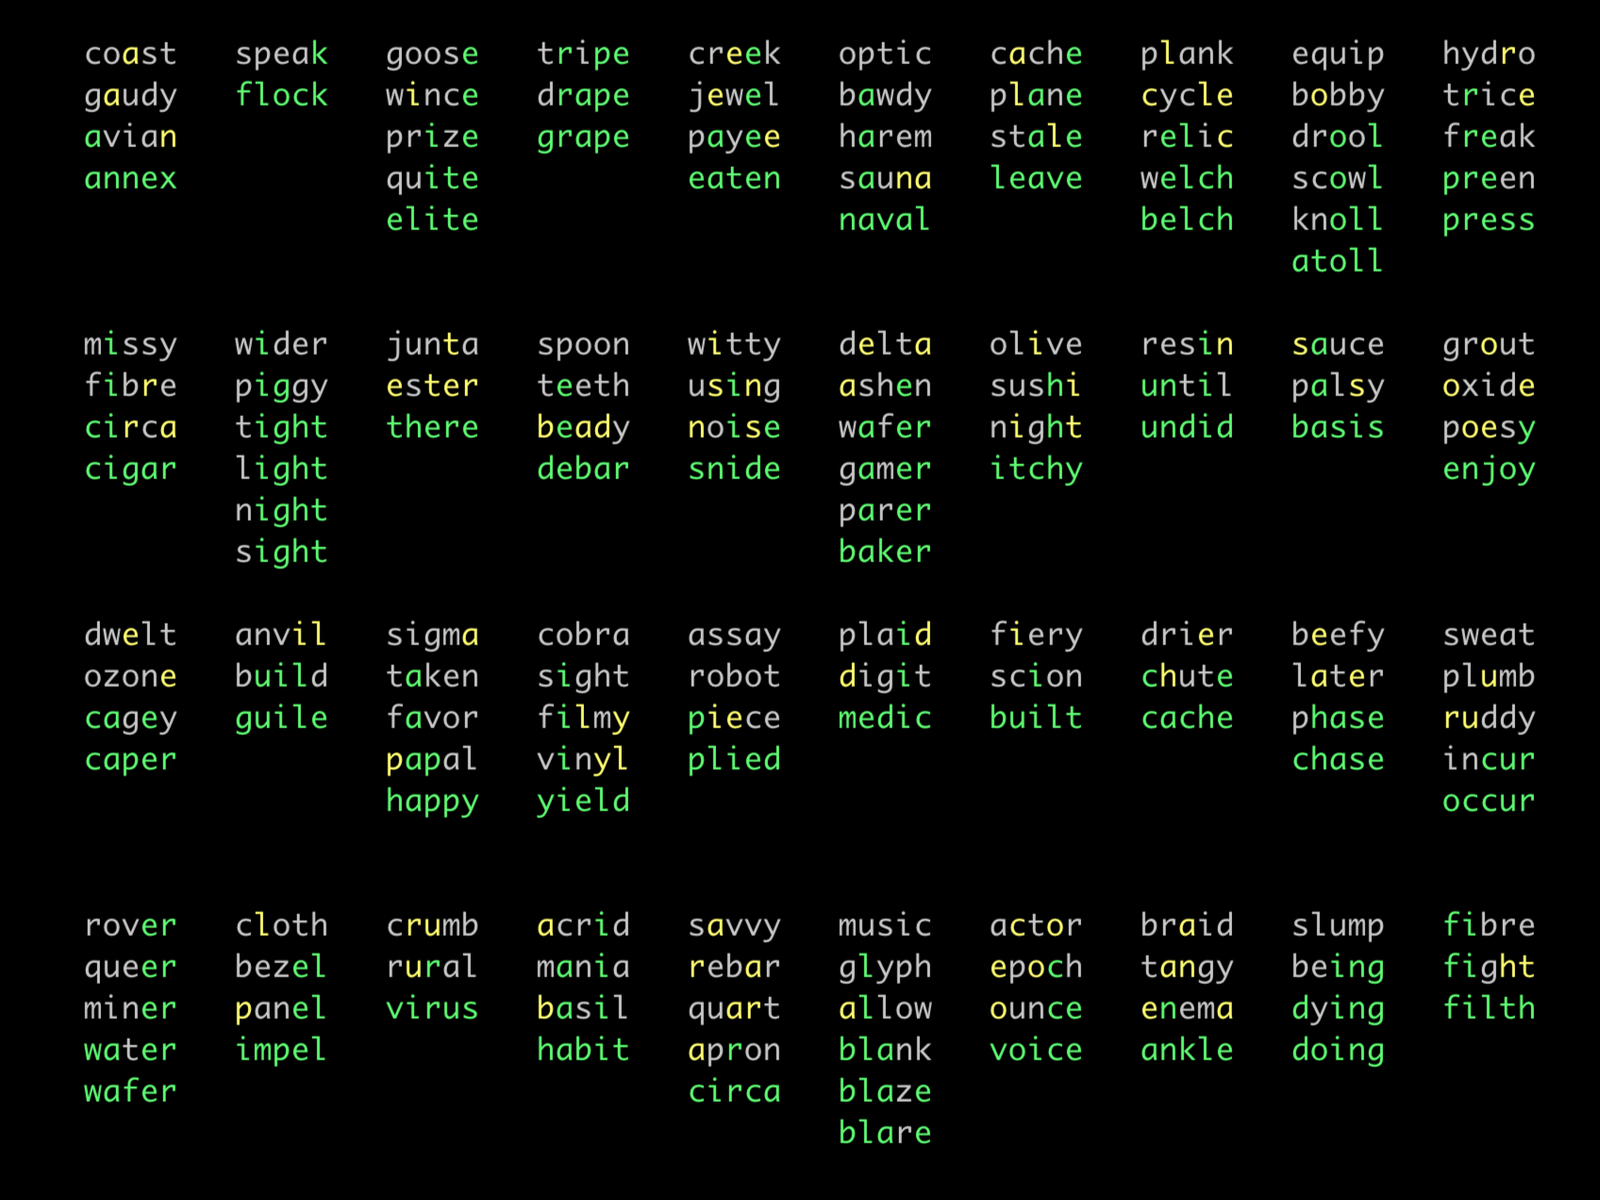 coast speak goose tripe creek optic cache plank equip hydro
gaudy flock wince drape jewel bawdy plane cycle bobby trice
avian prize grape payee harem stale relic drool freak
annex quite eaten sauna leave welch scowl preen
elite naval belch knoll press
atoll
missy wider junta spoon witty delta olive resin sauce grout
fibre piggy ester teeth using ashen sushi until palsy oxide
circa tight there beady noise wafer night undid basis poesy
cigar light debar snide gamer itchy enjoy
night parer
sight baker
dwelt anvil sigma cobra assay plaid fiery drier beefy sweat
ozone build taken sight robot digit scion chute later plumb
cagey guile favor filmy piece medic built cache phase ruddy
caper papal vinyl plied chase incur
happy yield occur
rover cloth crumb acrid savvy music actor braid slump fibre
queer bezel rural mania rebar glyph epoch tangy being fight
miner panel virus basil quart allow ounce enema dying filth
water impel habit apron blank voice ankle doing
wafer circa blaze
blare